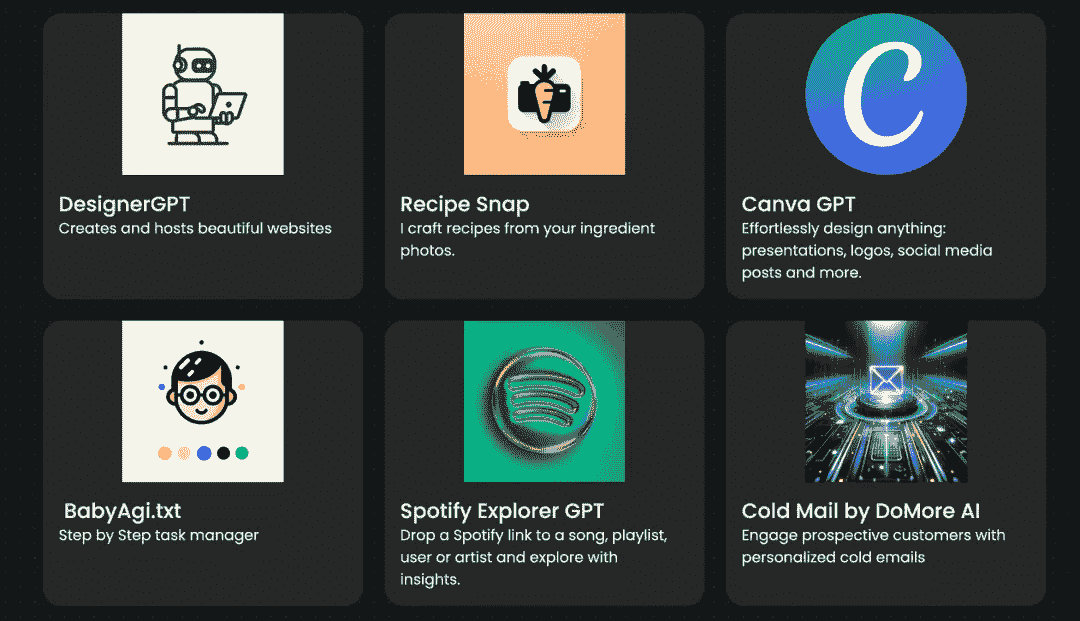 DesignerGPT
Creates and hosts beautiful websites
Recipe Snap
I craft recipes from your ingredient
photos.
C
Canva GPT
Effortlessly design anything:
presentations, logos, social media
posts and more.
BabyAgi.txt
Step by Step task manager
Spotify Explorer GPT
Drop a Spotify link to a song, playlist,
user or artist and explore with
insights.
Cold Mail by DoMore AI
Engage prospective customers with
personalized cold emails